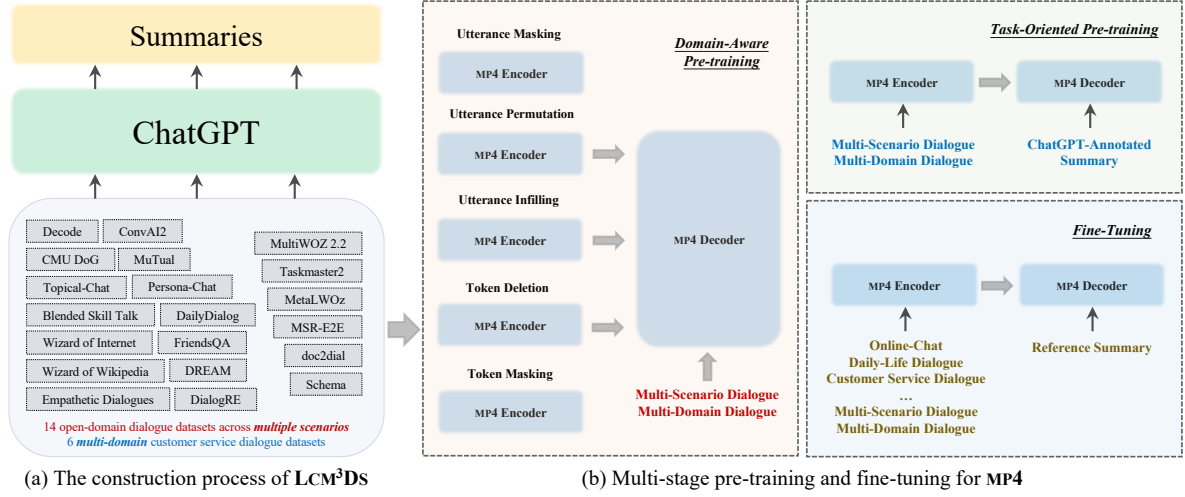 Summaries
ChatGPT
Decode
ConvAI2
CMU DoG
MuTual
Topical-Chat
Persona-Chat
Blended Skill Talk
DailyDialog
Wizard of Internet
FriendsQA
Wizard of Wikipedia
DREAM
Empathetic Dialogues
DialogRE
MultiWOZ 2.2
Taskmaster2
MetaLWOz
MSR-E2E
doc2dial
Schema
14 open-domain dialogue datasets across multiple scenarios
6 multi-domain customer service dialogue datasets
(a) The construction process of LCM³DS
Utterance Masking
MP4 Encoder
Utterance Permutation
MP4 Encoder
Utterance Infilling
MP4 Encoder
Token Deletion
MP4 Encoder
Token Masking
MP4 Encoder
Domain-Aware
Pre-training
MP4 Decoder
Multi-Scenario Dialogue
Multi-Domain Dialogue
Task-Oriented Pre-training
MP4 Encoder
MP4 Decoder
Multi-Scenario Dialogue
Multi-Domain Dialogue
ChatGPT-Annotated
Summary
Fine-Tuning
MP4 Encoder
MP4 Decoder
Online-Chat
Daily-Life Dialogue
Customer Service Dialogue
…
Multi-Scenario Dialogue
Multi-Domain Dialogue
Reference Summary
(b) Multi-stage pre-training and fine-tuning for MP4